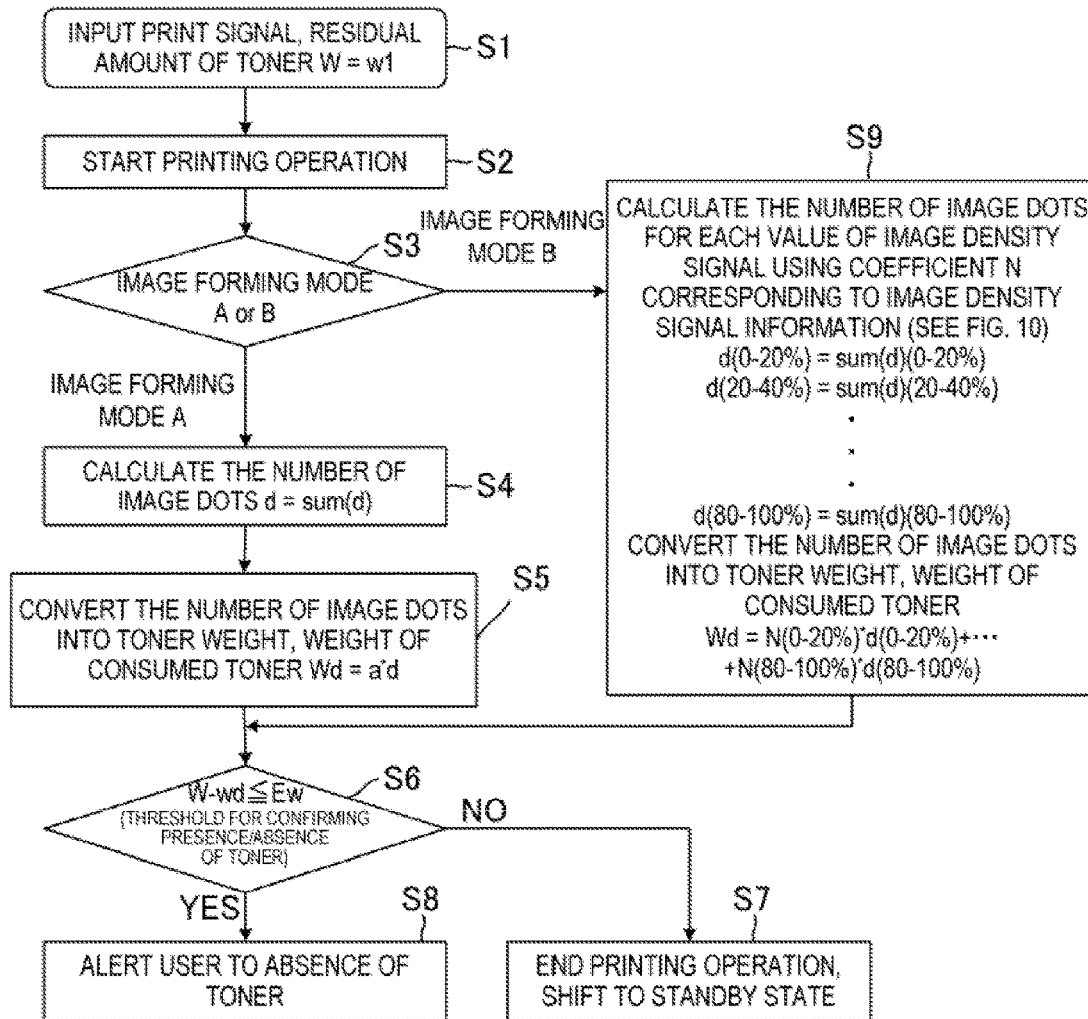 INPUT PRINT SIGNAL, RESIDUAL
AMOUNT OF TONER W = w1
S1
START PRINTING OPERATION
S2
S3
IMAGE FORMING MODE
A or B
IMAGE FORMING
MODE B
IMAGE FORMING
MODE A
CALCULATE THE NUMBER OF
IMAGE DOTS d = sum(d)
S4
CONVERT THE NUMBER OF IMAGE DOTS
INTO TONER WEIGHT, WEIGHT OF
CONSUMED TONER Wd = a*d
S5
S9
CALCULATE THE NUMBER OF IMAGE DOTS
FOR EACH VALUE OF IMAGE DENSITY
SIGNAL USING COEFFICIENT N
CORRESPONDING TO IMAGE DENSITY
SIGNAL INFORMATION (SEE FIG. 10)
d(0-20%) = sum(d)(0-20%)
d(20-40%) = sum(d)(20-40%)
.
.
.
d(80-100%) = sum(d)(80-100%)
CONVERT THE NUMBER OF IMAGE DOTS
INTO TONER WEIGHT, WEIGHT OF
CONSUMED TONER
Wd = N(0-20%)*d(0-20%)+⋯
+N(80-100%)*d(80-100%)
S6
W-wd≦Ew
(THRESHOLD FOR CONFIRMING
PRESENCE/ABSENCE
OF TONER)
NO
YES
S8
ALERT USER TO ABSENCE OF
TONER
S7
END PRINTING OPERATION,
SHIFT TO STANDBY STATE